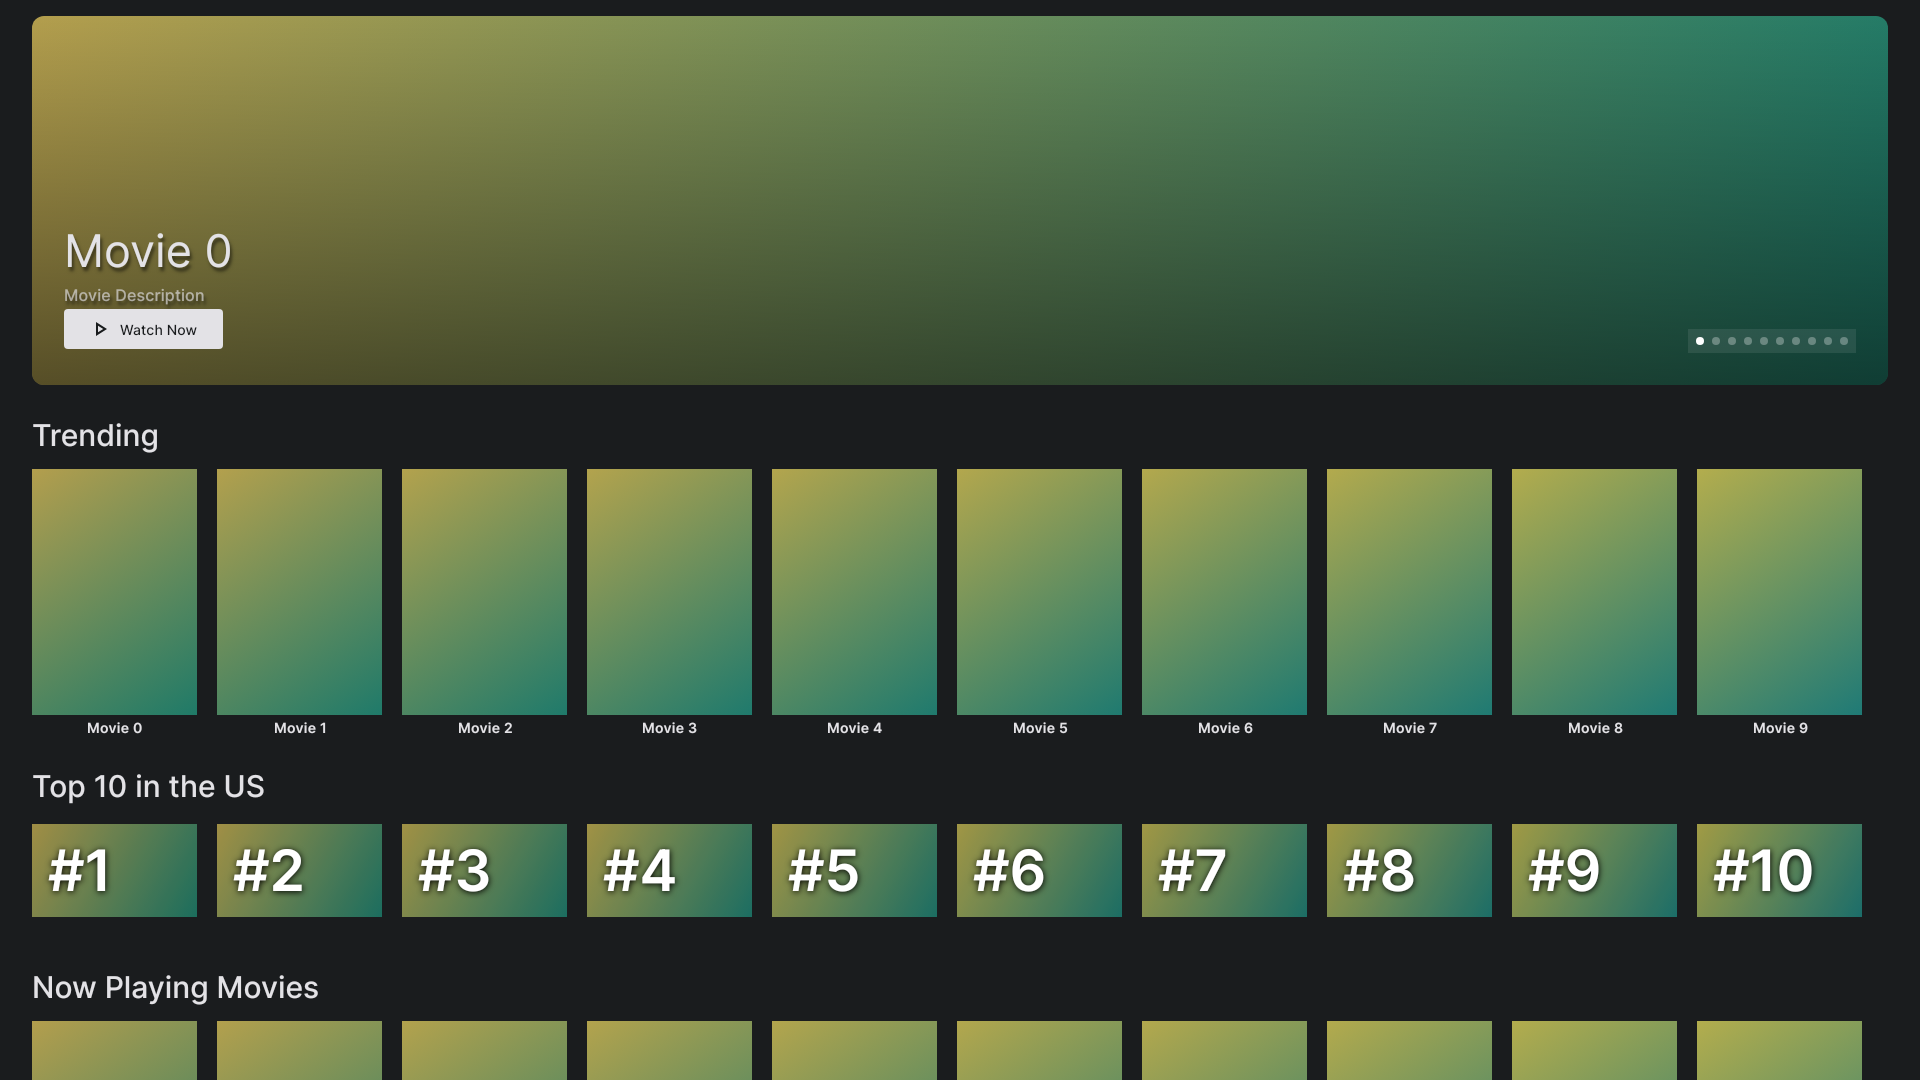 Movie 0
Movie Description
Watch Now
Trending
Movie 0 Movie 1 Movie 2 Movie 3 Movie 4 Movie 5 Movie 6 Movie 7 Movie 8 Movie 9
Top 10 in the US
#1 #2 #3 #4 #5 #6 #7 #8 #9 #10
Now Playing Movies